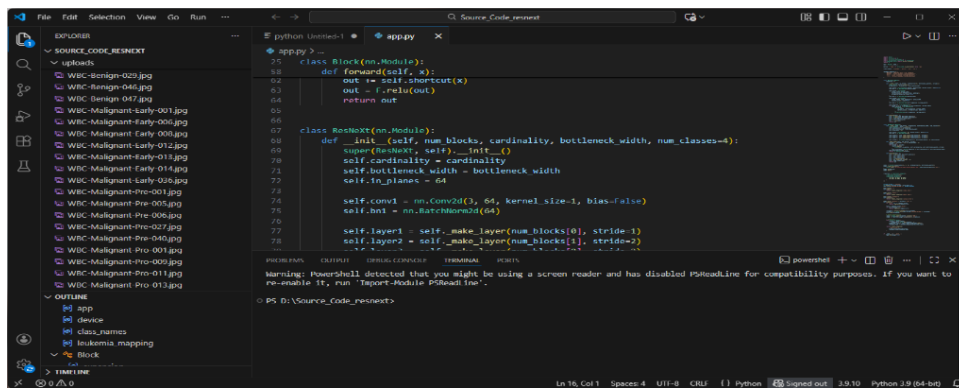 File Edit Selection View Go Run ...
Source_Code_resnext
EXPLORER
SOURCE_CODE_RESNEXT
uploads
WBC-Benign-029.jpg
WBC-Benign-046.jpg
WBC-Benign-047.jpg
WBC-Malignant-Early-001.jpg
WBC-Malignant-Early-006.jpg
WBC-Malignant-Early-008.jpg
WBC-Malignant-Early-012.jpg
WBC-Malignant-Early-013.jpg
WBC-Malignant-Early-014.jpg
WBC-Malignant-Early-036.jpg
WBC-Malignant-Pre-001.jpg
WBC-Malignant-Pre-005.jpg
WBC-Malignant-Pre-006.jpg
WBC-Malignant-Pre-027.jpg
WBC-Malignant-Pre-040.jpg
WBC-Malignant-Pro-001.jpg
WBC-Malignant-Pro-009.jpg
WBC-Malignant-Pro-011.jpg
WBC-Malignant-Pro-013.jpg
OUTLINE
app
device
class_names
leukemia_mapping
Block
TIMELINE
python Untitled-1
app.py
app.py > ...
25 class Block(nn.Module):
58 def forward(self, x):
62 out += self.shortcut(x)
63 out = F.relu(out)
64 return out
65
66
67 class ResNeXt(nn.Module):
68 def __init__(self, num_blocks, cardinality, bottleneck_width, num_classes=4):
69 super(ResNeXt, self).__init__()
70 self.cardinality = cardinality
71 self.bottleneck_width = bottleneck_width
72 self.in_planes = 64
73
74 self.conv1 = nn.Conv2d(3, 64, kernel_size=1, bias=False)
75 self.bn1 = nn.BatchNorm2d(64)
76
77 self.layer1 = self._make_layer(num_blocks[0], stride=1)
78 self.layer2 = self._make_layer(num_blocks[1], stride=2)
PROBLEMS OUTPUT DEBUG CONSOLE TERMINAL PORTS
powershell
Warning: PowerShell detected that you might be using a screen reader and has disabled PSReadLine for compatibility purposes. If you want to
re-enable it, run 'Import-Module PSReadLine'.
PS D:\Source_Code_resnext>
0 0
Ln 16, Col 1 Spaces: 4 UTF-8 CRLF {} Python Signed out 3.9.10 Python 3.9 (64-bit)